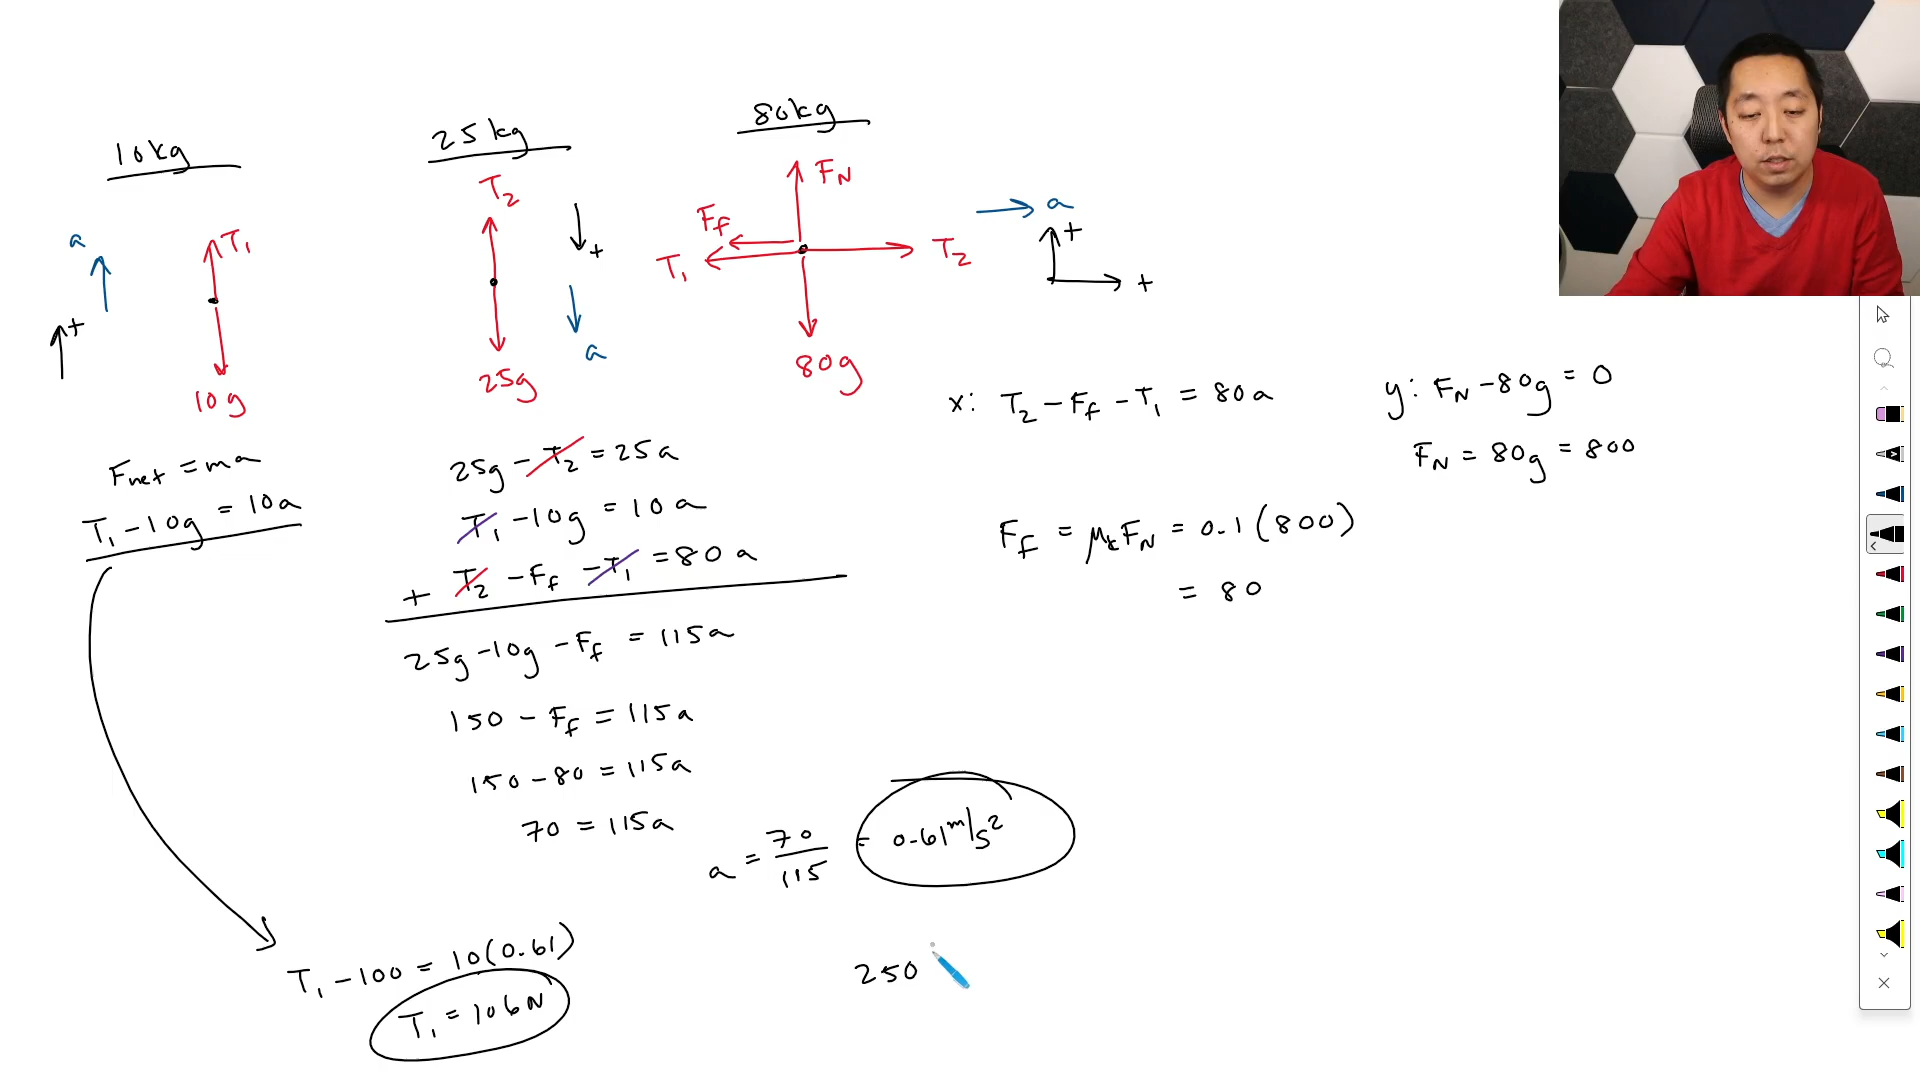 10kg
a
T₁
+
10g
Fnet = ma
T₁ - 10g = 10a
25kg
T₂
+
a
25g
25g - T₂ = 25a
T₁ - 10g = 10a
+ T₂ - Ff - T₁ = 80a
25g - 10g - Ff = 115a
150 - Ff = 115a
150 - 80 = 115a
70 = 115a
a = 70/115 = 0.61 m/s²
T₁ - 100 = 10(0.61)
T₁ = 106N
250
80kg
FN
Ff
T₁
T₂
80g
a
+
+
x: T₂ - Ff - T₁ = 80a
y: FN - 80g = 0
FN = 80g = 800
Ff = μkFN = 0.1(800)
= 80